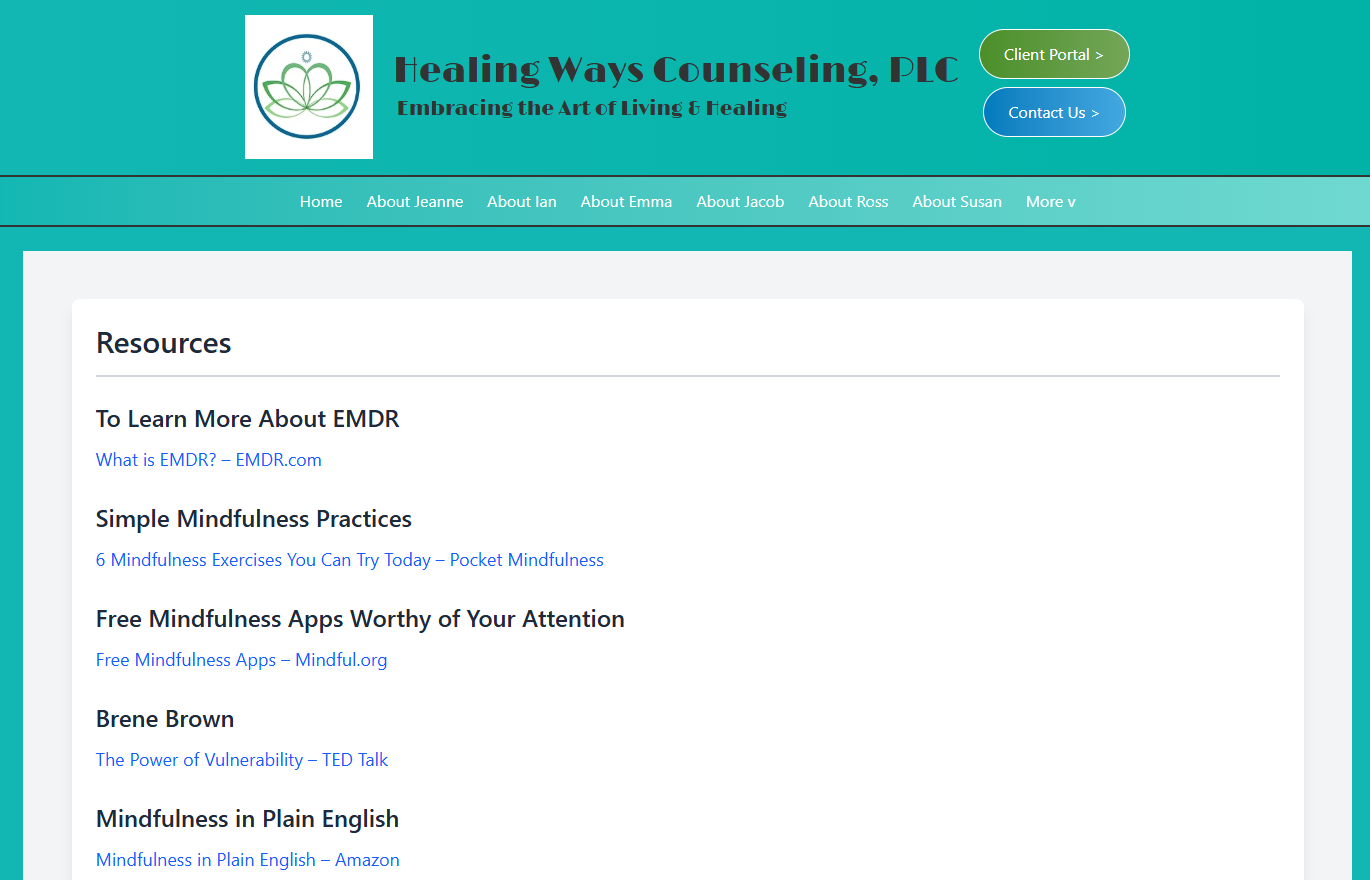 Healing Ways Counseling, PLC
Embracing the Art of Living & Healing
Client Portal >
Contact Us >
Home About Jeanne About Ian About Emma About Jacob About Ross About Susan More v
Resources
To Learn More About EMDR
What is EMDR? – EMDR.com
Simple Mindfulness Practices
6 Mindfulness Exercises You Can Try Today – Pocket Mindfulness
Free Mindfulness Apps Worthy of Your Attention
Free Mindfulness Apps – Mindful.org
Brene Brown
The Power of Vulnerability – TED Talk
Mindfulness in Plain English
Mindfulness in Plain English – Amazon